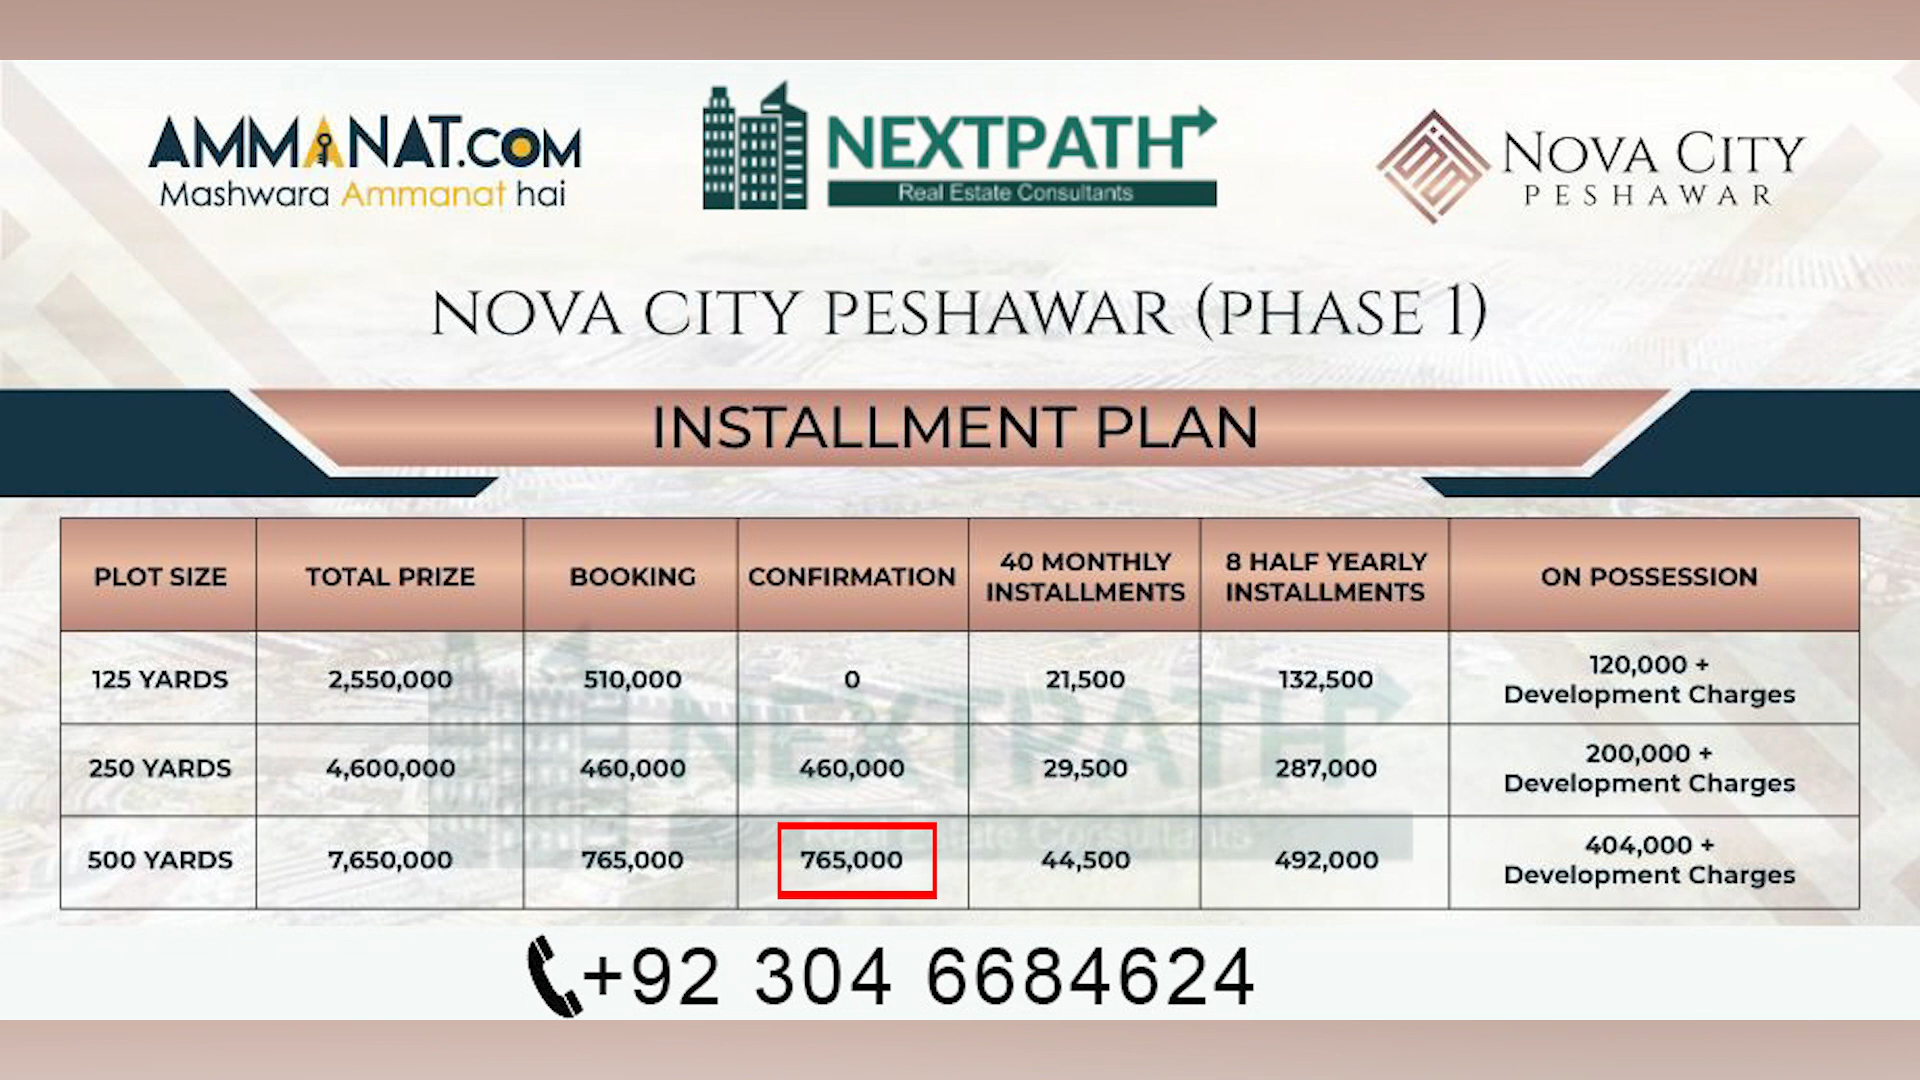 AMMANAT.COM
Mashwara Ammanat hai
NEXTPATH
Real Estate Consultants
NOVA CITY
PESHAWAR
NOVA CITY PESHAWAR (PHASE 1)
INSTALLMENT PLAN
PLOT SIZE TOTAL PRIZE BOOKING CONFIRMATION 40 MONTHLY INSTALLMENTS 8 HALF YEARLY INSTALLMENTS ON POSSESSION
125 YARDS 2,550,000 510,000 0 21,500 132,500 120,000 + Development Charges
250 YARDS 4,600,000 460,000 460,000 29,500 287,000 200,000 + Development Charges
500 YARDS 7,650,000 765,000 765,000 44,500 492,000 404,000 + Development Charges
NEXTPATH
Real Estate Consultants
+92 304 6684624